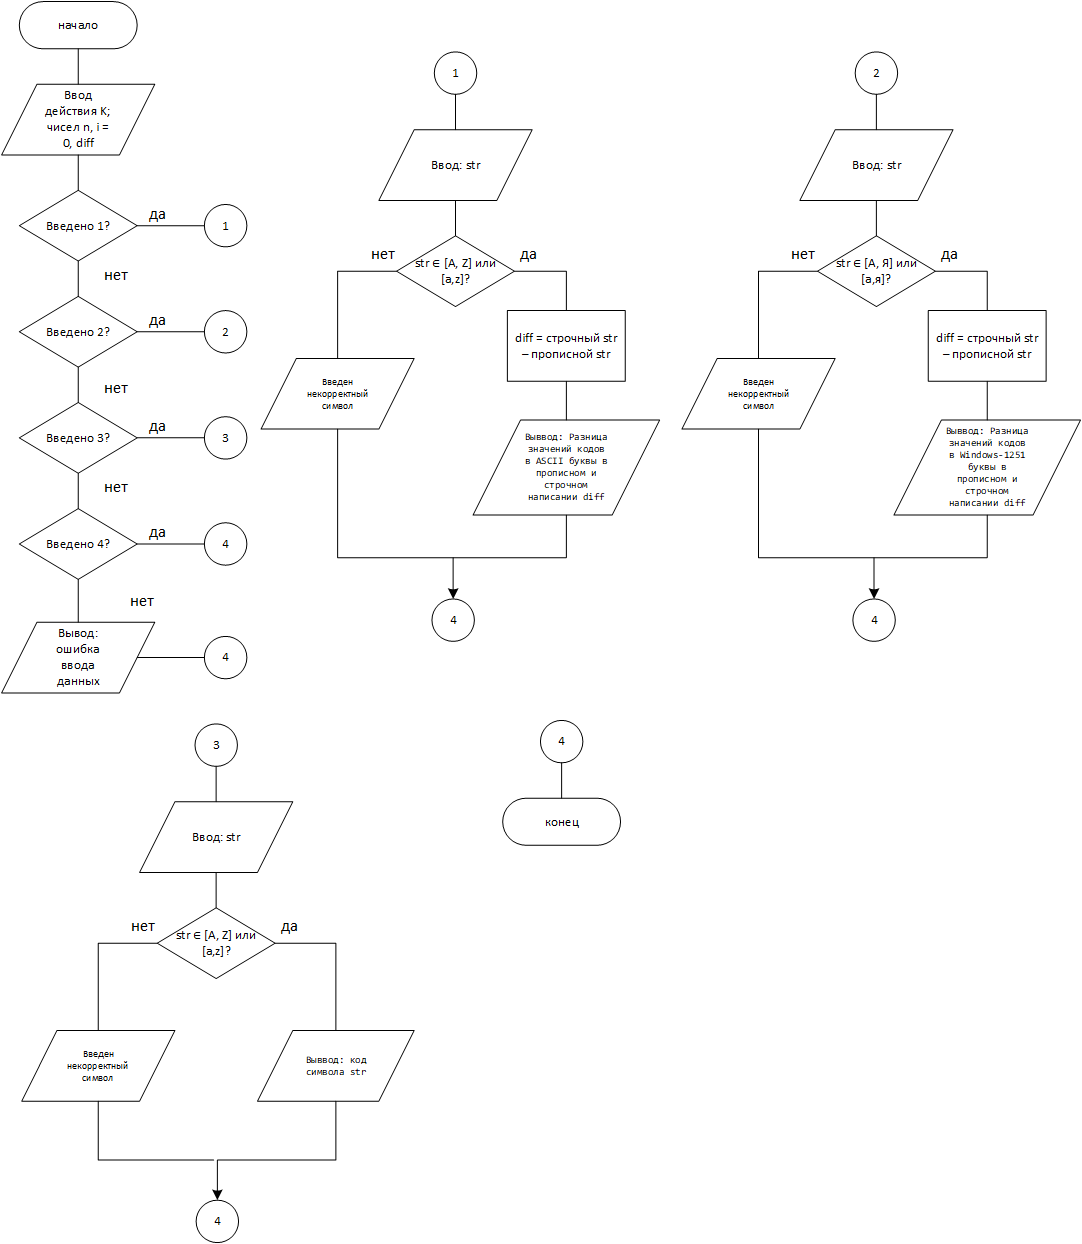 начало
Ввод
действия K;
чисел n, i =
0, diff
Введено 1?
да
1
нет
Введено 2?
да
2
нет
Введено 3?
да
3
нет
Введено 4?
да
4
нет
Вывод:
ошибка
ввода
данных
4
1
Ввод: str
нет
str ∈ [A, Z] или
[a,z]?
да
Введен
некорректный
символ
diff = строчный str
– прописной str
Выввод: Разница
значений кодов
в ASCII буквы в
прописном и
строчном
написании diff
4
2
Ввод: str
нет
str ∈ [А, Я] или
[а,я]?
да
Введен
некорректный
символ
diff = строчный str
– прописной str
Выввод: Разница
значений кодов
в Windows-1251
буквы в
прописном и
строчном
написании diff
4
3
Ввод: str
нет
str ∈ [A, Z] или
[a,z]?
да
Введен
некорректный
символ
Выввод: код
символа str
4
4
конец